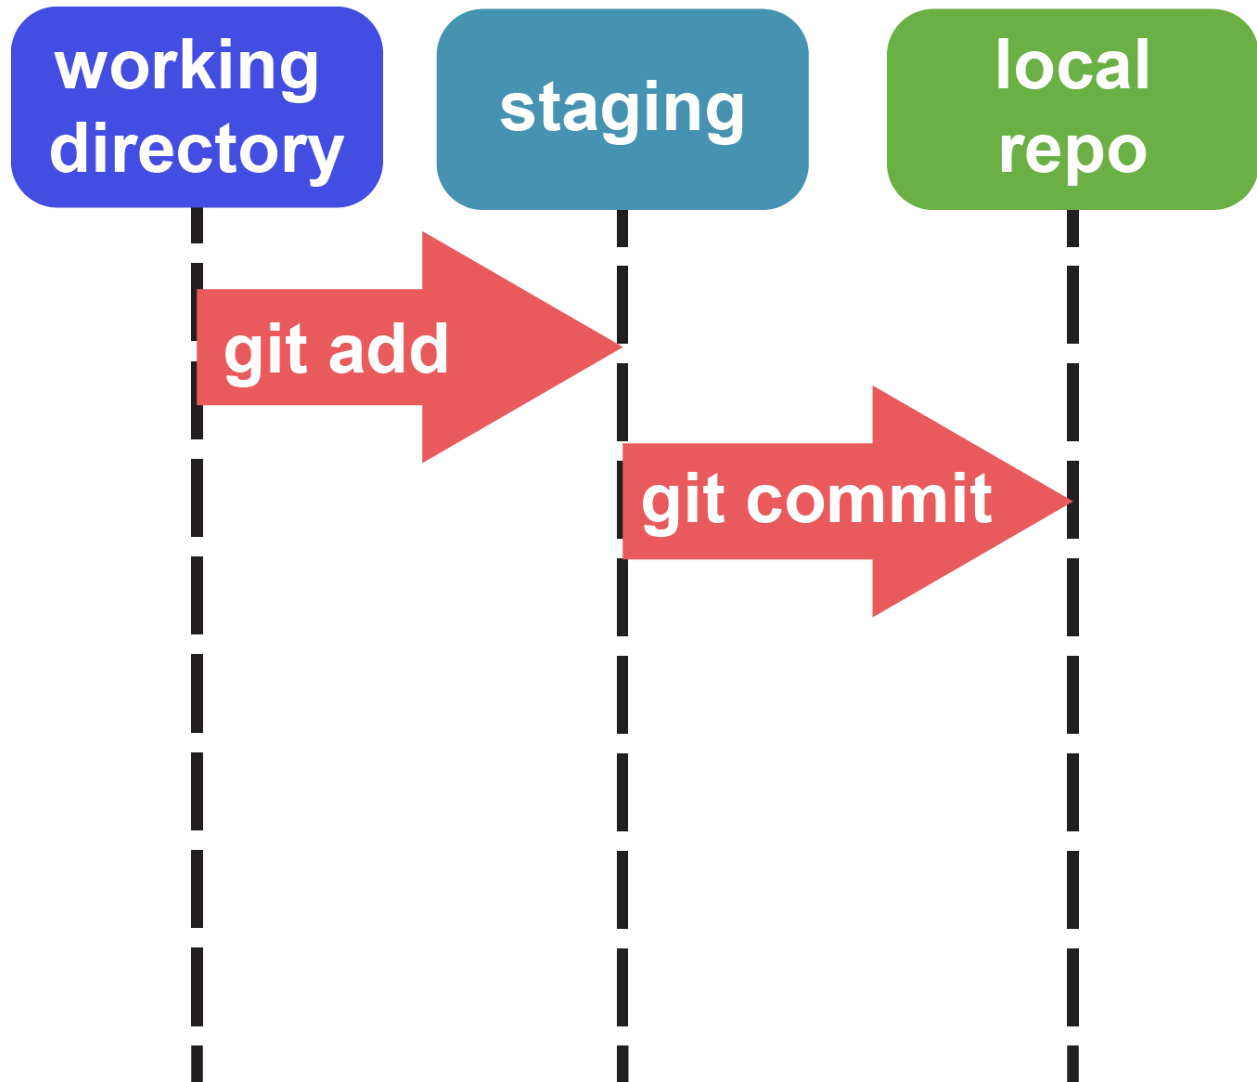 working
directory
staging
local
repo
git add
git commit